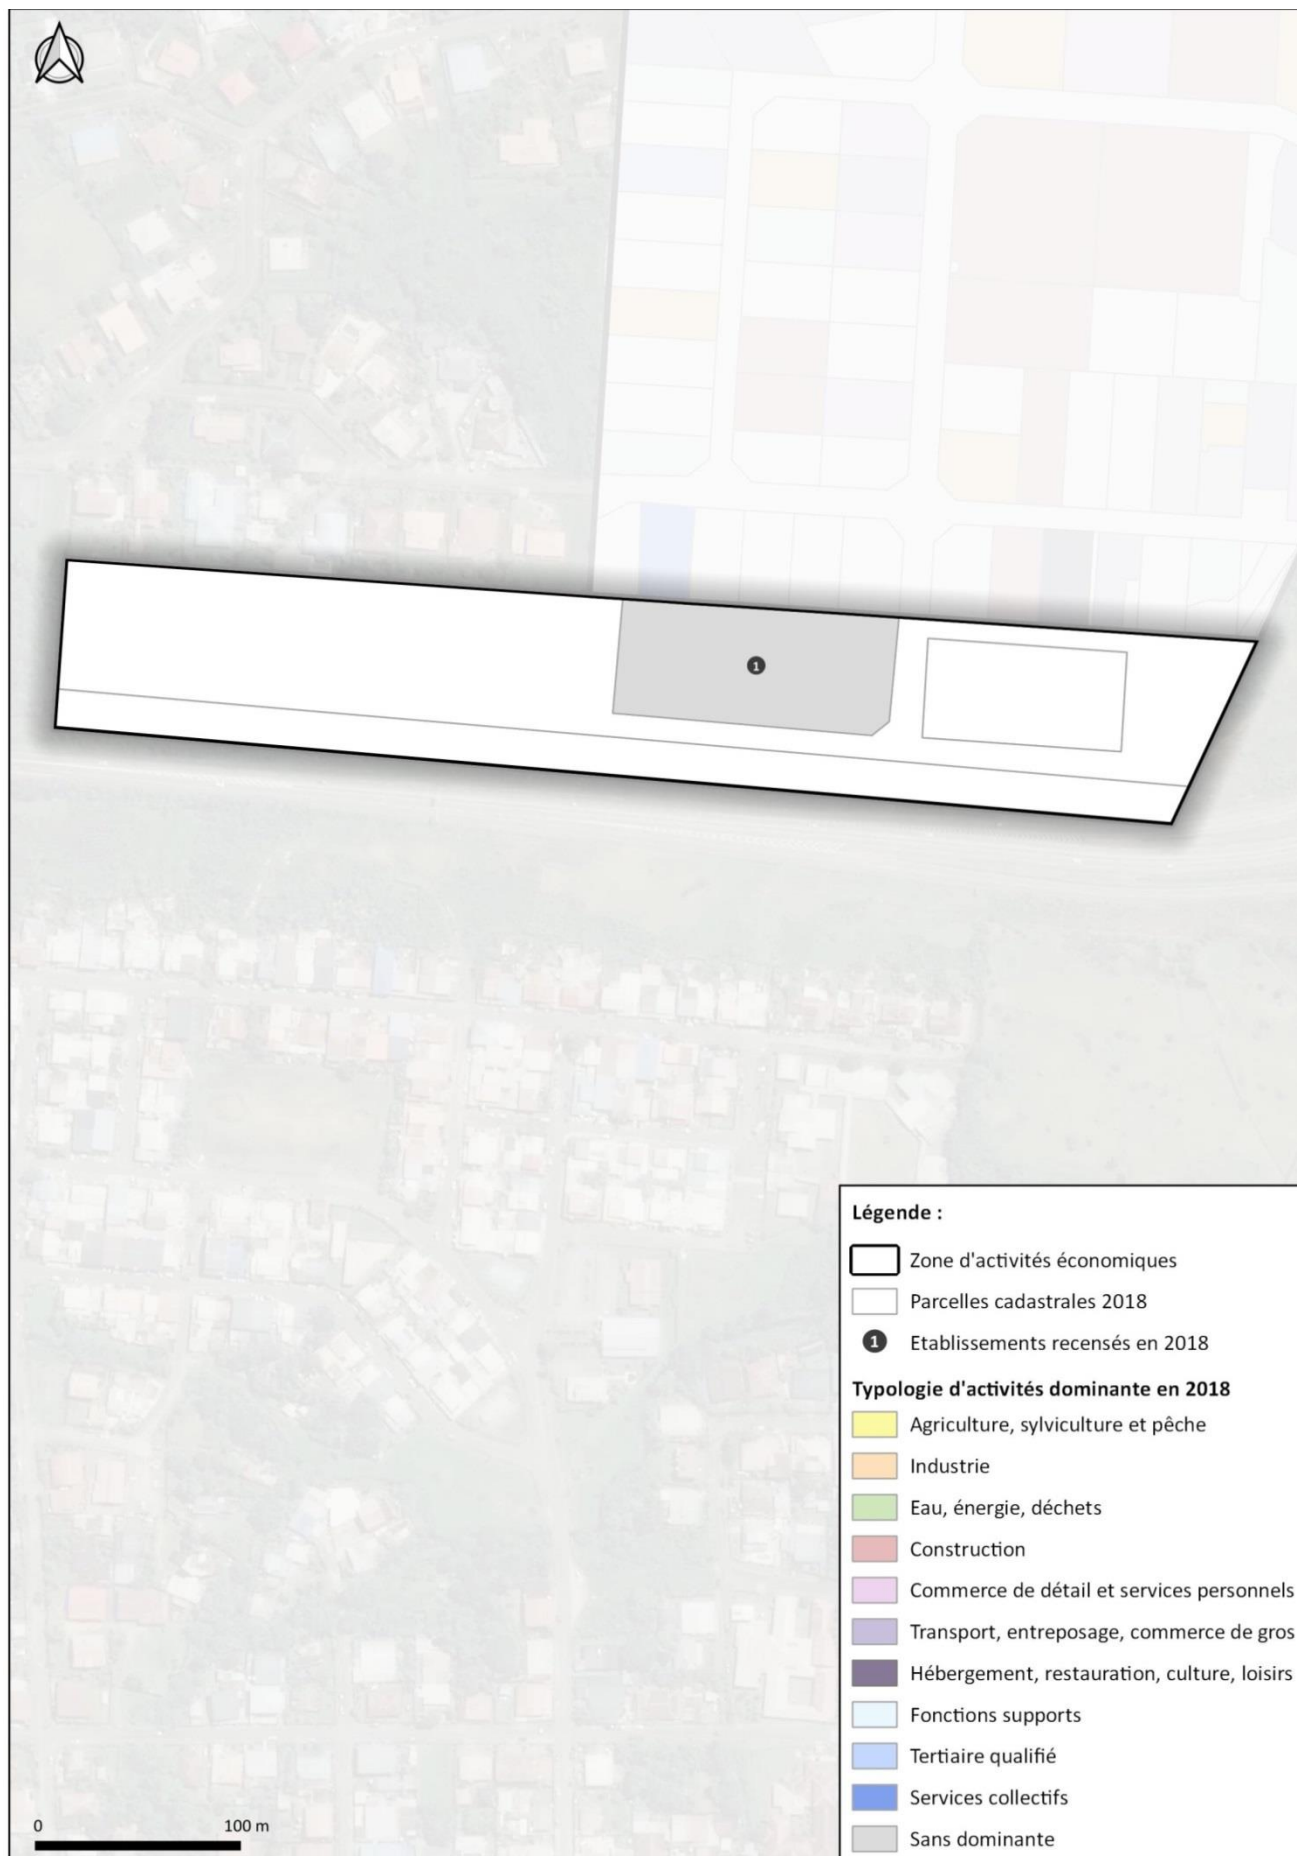 1
Légende :
Zone d'activités économiques
Parcelles cadastrales 2018
1 Etablissements recensés en 2018
Typologie d'activités dominante en 2018
Agriculture, sylviculture et pêche
Industrie
Eau, énergie, déchets
Construction
Commerce de détail et services personnels
Transport, entreposage, commerce de gros
Hébergement, restauration, culture, loisirs
Fonctions supports
Tertiaire qualifié
Services collectifs
Sans dominante
0 100 m